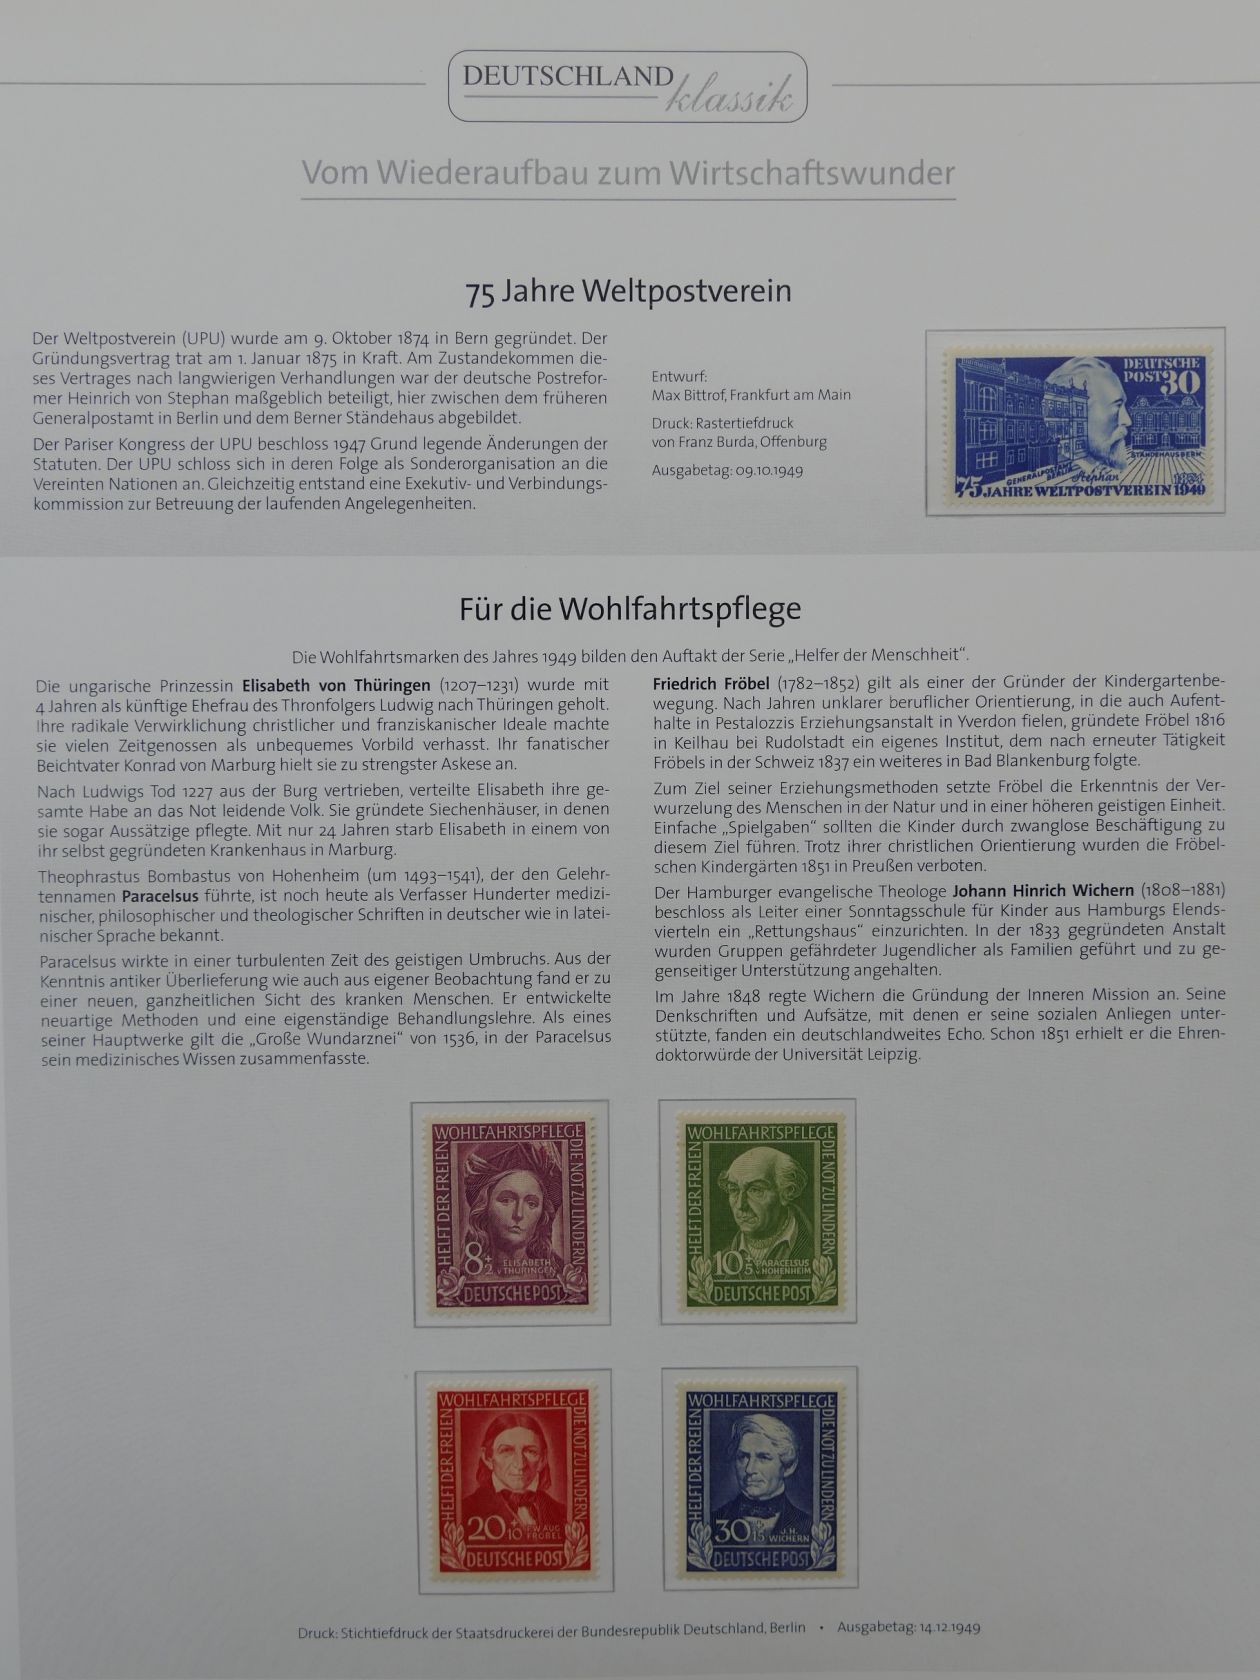 DEUTSCHLAND
klassik
Vom Wiederaufbau zum Wirtschaftswunder
75 Jahre Weltpostverein
Der Weltpostverein (UPU) wurde am 9. Oktober 1874 in Bern gegründet. Der
Gründungsvertrag trat am 1. Januar 1875 in Kraft. Am Zustandekommen die-
ses Vertrages nach langwierigen Verhandlungen war der deutsche Postrefor-
mer Heinrich von Stephan maßgeblich beteiligt, hier zwischen dem früheren
Generalpostamt in Berlin und dem Berner Ständehaus abgebildet.
Der Pariser Kongress der UPU beschloss 1947 Grund legende Änderungen der
Statuten. Der UPU schloss sich in deren Folge als Sonderorganisation an die
Vereinten Nationen an. Gleichzeitig entstand eine Exekutiv- und Verbindungs-
kommission zur Betreuung der laufenden Angelegenheiten.
Entwurf:
Max Bittrof, Frankfurt am Main
Druck: Rastertiefdruck
von Franz Burda, Offenburg
Ausgabetag: 09.10.1949
DEUTSCHE
POST 30
STÄNDEHAUS BERN
GENERALPOSTAMT
BERLIN
Stephan
1874
75 JAHRE WELTPOSTVEREIN 1949
Für die Wohlfahrtspflege
Die Wohlfahrtsmarken des Jahres 1949 bilden den Auftakt der Serie „Helfer der Menschheit“.
Die ungarische Prinzessin Elisabeth von Thüringen (1207–1231) wurde mit
4 Jahren als künftige Ehefrau des Thronfolgers Ludwig nach Thüringen geholt.
Ihre radikale Verwirklichung christlicher und franziskanischer Ideale machte
sie vielen Zeitgenossen als unbequemes Vorbild verhasst. Ihr fanatischer
Beichtvater Konrad von Marburg hielt sie zu strengster Askese an.
Nach Ludwigs Tod 1227 aus der Burg vertrieben, verteilte Elisabeth ihre ge-
samte Habe an das Not leidende Volk. Sie gründete Siechenhäuser, in denen
sie sogar Aussätzige pflegte. Mit nur 24 Jahren starb Elisabeth in einem von
ihr selbst gegründeten Krankenhaus in Marburg.
Theophrastus Bombastus von Hohenheim (um 1493–1541), der den Gelehr-
tennamen Paracelsus führte, ist noch heute als Verfasser Hunderter medizi-
nischer, philosophischer und theologischer Schriften in deutscher wie in latei-
nischer Sprache bekannt.
Paracelsus wirkte in einer turbulenten Zeit des geistigen Umbruchs. Aus der
Kenntnis antiker Überlieferung wie auch aus eigener Beobachtung fand er zu
einer neuen, ganzheitlichen Sicht des kranken Menschen. Er entwickelte
neuartige Methoden und eine eigenständige Behandlungslehre. Als eines
seiner Hauptwerke gilt die „Große Wundarznei“ von 1536, in der Paracelsus
sein medizinisches Wissen zusammenfasste.
Friedrich Fröbel (1782–1852) gilt als einer der Gründer der Kindergartenbe-
wegung. Nach Jahren unklarer beruflicher Orientierung, in die auch Aufent-
halte in Pestalozzis Erziehungsanstalt in Yverdon fielen, gründete Fröbel 1816
in Keilhau bei Rudolstadt ein eigenes Institut, dem nach erneuter Tätigkeit
Fröbels in der Schweiz 1837 ein weiteres in Bad Blankenburg folgte.
Zum Ziel seiner Erziehungsmethoden setzte Fröbel die Erkenntnis der Ver-
wurzelung des Menschen in der Natur und in einer höheren geistigen Einheit.
Einfache „Spielgaben“ sollten die Kinder durch zwanglose Beschäftigung zu
diesem Ziel führen. Trotz ihrer christlichen Orientierung wurden die Fröbel-
schen Kindergärten 1851 in Preußen verboten.
Der Hamburger evangelische Theologe Johann Hinrich Wichern (1808–1881)
beschloss als Leiter einer Sonntagsschule für Kinder aus Hamburgs Elends-
vierteln ein „Rettungshaus“ einzurichten. In der 1833 gegründeten Anstalt
wurden Gruppen gefährdeter Jugendlicher als Familien geführt und zu ge-
genseitiger Unterstützung angehalten.
Im Jahre 1848 regte Wichern die Gründung der Inneren Mission an. Seine
Denkschriften und Aufsätze, mit denen er seine sozialen Anliegen unter-
stützte, fanden ein deutschlandweites Echo. Schon 1851 erhielt er die Ehren-
doktorwürde der Universität Leipzig.
HELFT DER FREIEN
WOHLFAHRTSPFLEGE
DIE NOT ZU LINDERN
8+2
ELISABETH
v THÜRINGEN
DEUTSCHE POST
HELFT DER FREIEN
WOHLFAHRTSPFLEGE
DIE NOT ZU LINDERN
10+5
PARACELSUS
v HOHENHEIM
DEUTSCHE POST
HELFT DER FREIEN
WOHLFAHRTSPFLEGE
DIE NOT ZU LINDERN
20+10
F W AUG
FRÖBEL
DEUTSCHE POST
HELFT DER FREIEN
WOHLFAHRTSPFLEGE
DIE NOT ZU LINDERN
30+15
J.H.
WICHERN
DEUTSCHE POST
Druck: Stichtiefdruck der Staatsdruckerei der Bundesrepublik Deutschland, Berlin • Ausgabetag: 14.12.1949